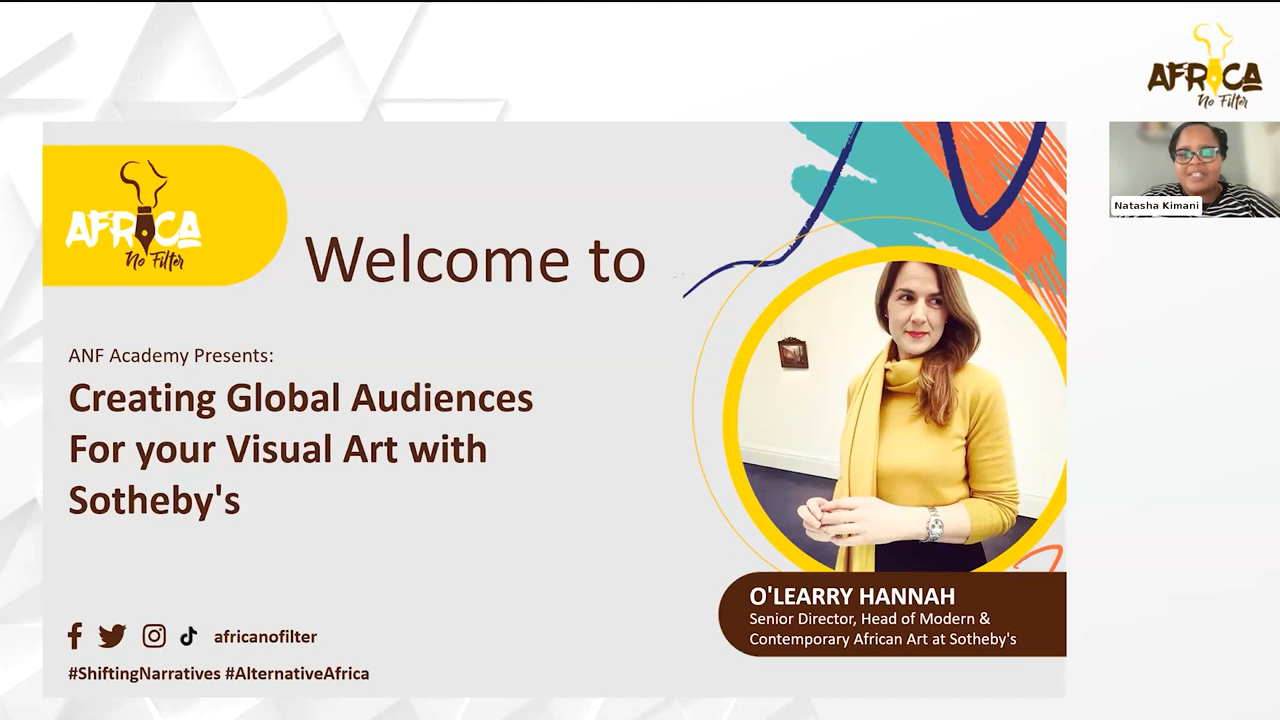 AFRICA
No Filter
Natasha Kimani
AFRICA
No Filter
Welcome to
ANF Academy Presents:
Creating Global Audiences
For your Visual Art with
Sotheby's
O'LEARRY HANNAH
Senior Director, Head of Modern &
Contemporary African Art at Sotheby's
africanofilter
#ShiftingNarratives #AlternativeAfrica